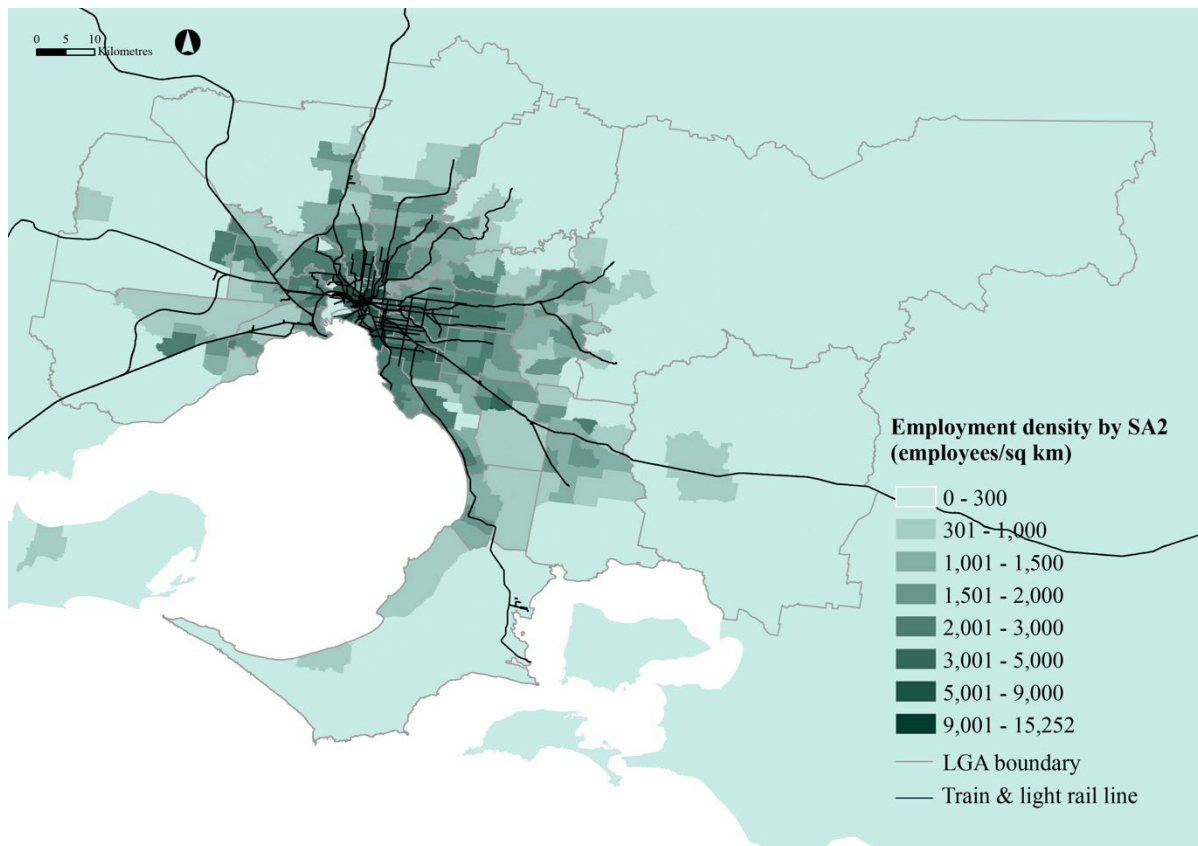 0 5 10
Kilometres
Employment density by SA2
(employees/sq km)
0 - 300
301 - 1,000
1,001 - 1,500
1,501 - 2,000
2,001 - 3,000
3,001 - 5,000
5,001 - 9,000
9,001 - 15,252
LGA boundary
Train & light rail line